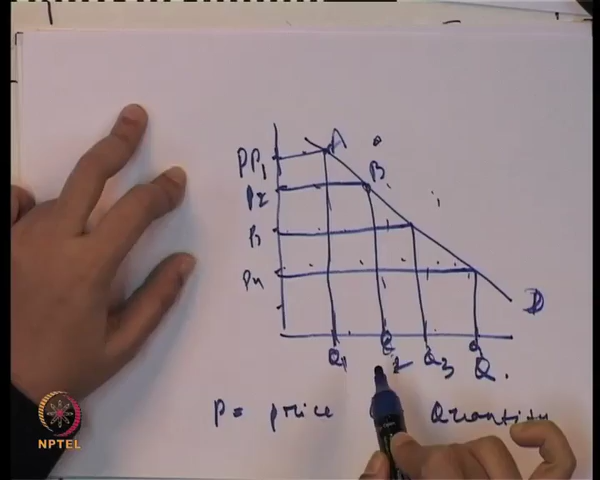 A
PP1
B
P2
P3
P4
D
Q1 Q2 Q3 Q
P = price Quantity
NPTEL